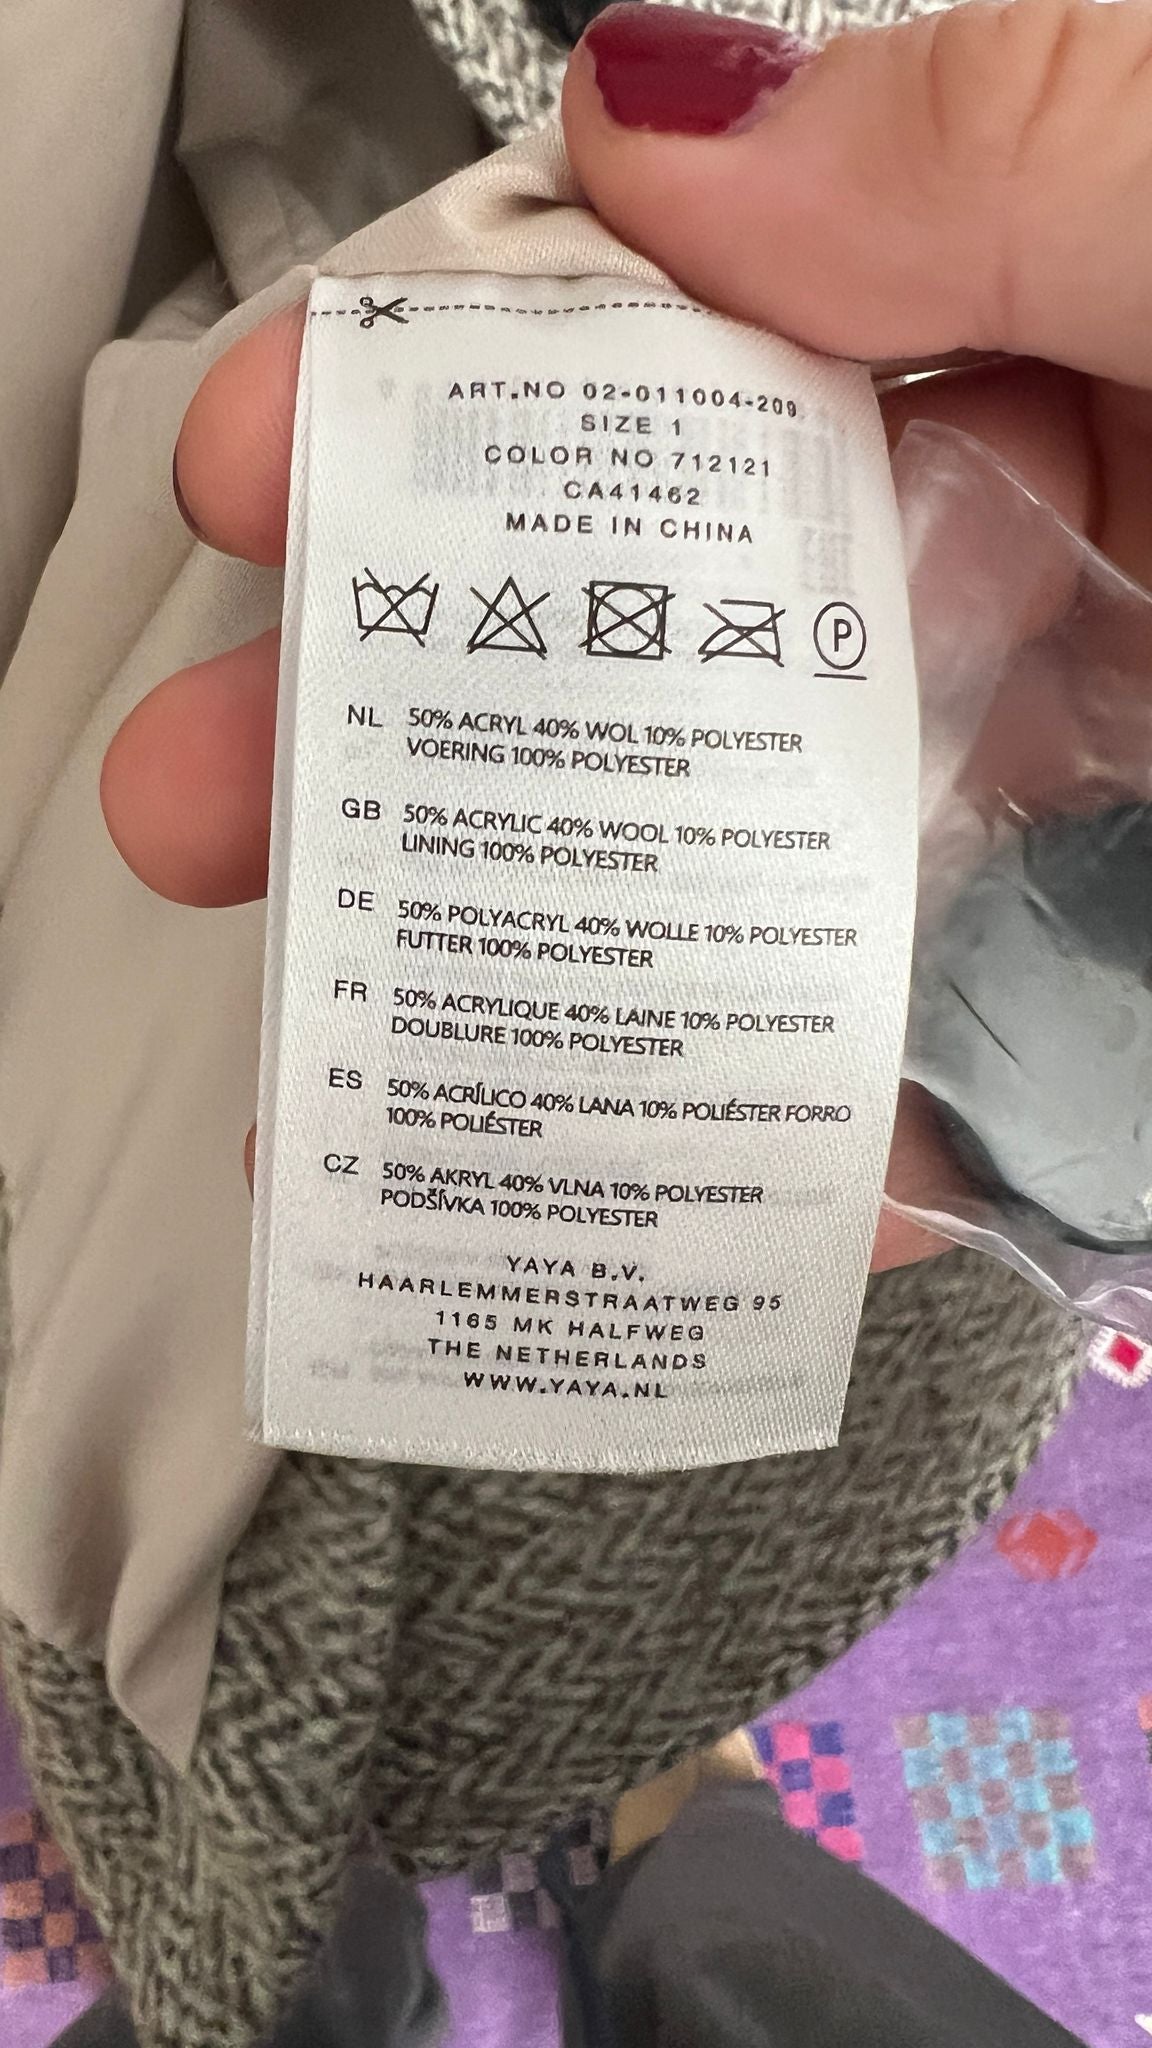 ART.NO 02-011004-209
SIZE 1
COLOR NO 712121
CA41462
MADE IN CHINA
P
NL 50% ACRYL 40% WOL 10% POLYESTER
VOERING 100% POLYESTER
GB 50% ACRYLIC 40% WOOL 10% POLYESTER
LINING 100% POLYESTER
DE 50% POLYACRYL 40% WOLLE 10% POLYESTER
FUTTER 100% POLYESTER
FR 50% ACRYLIQUE 40% LAINE 10% POLYESTER
DOUBLURE 100% POLYESTER
ES 50% ACRÍLICO 40% LANA 10% POLIÉSTER FORRO
100% POLIÉSTER
CZ 50% AKRYL 40% VLNA 10% POLYESTER
PODŠÍVKA 100% POLYESTER
YAYA B.V.
HAARLEMMERSTRAATWEG 95
1165 MK HALFWEG
THE NETHERLANDS
WWW.YAYA.NL